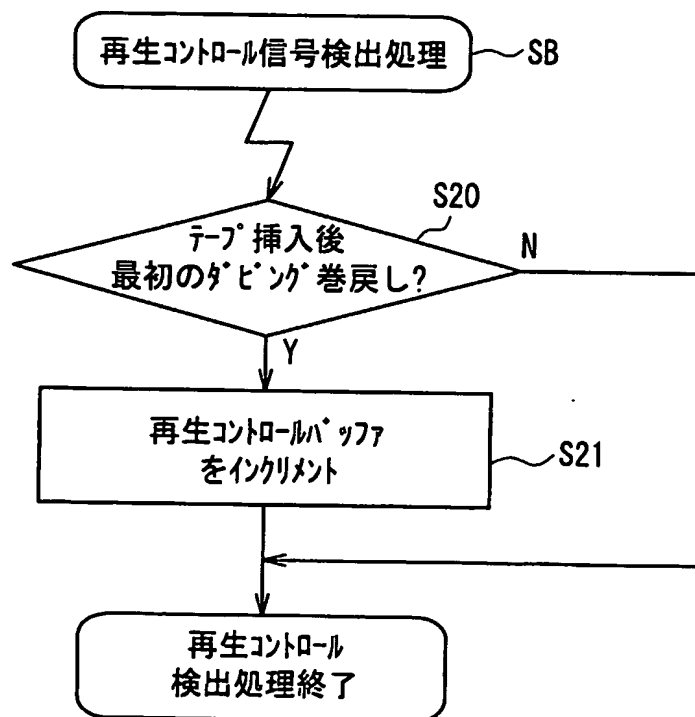 再生ｺﾝﾄﾛｰﾙ信号検出処理
SB
S20
ﾃｰﾌﾟ挿入後
最初のﾀﾞﾋﾞﾝｸﾞ巻戻し?
N
Y
再生ｺﾝﾄﾛｰﾙﾊﾞｯﾌｧ
をｲﾝｸﾘﾒﾝﾄ
S21
再生ｺﾝﾄﾛｰﾙ
検出処理終了